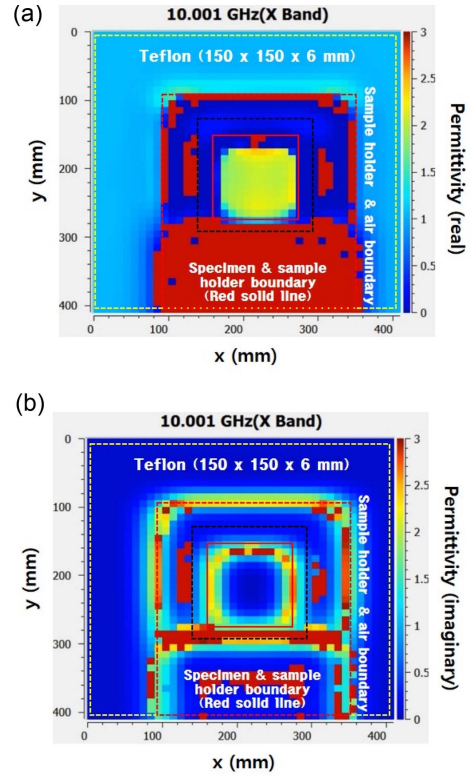 (a)
10.001 GHz(X Band)
Teflon (150 x 150 x 6 mm)
Sample holder & air boundary
Specimen & sample
holder boundary
(Red solid line)
y (mm)
0
100
200
300
400
0
100
200
300
400
x (mm)
3
2.5
2
1.5
1
0.5
0
Permittivity (real)
(b)
10.001 GHz(X Band)
Teflon (150 x 150 x 6 mm)
Sample holder & air boundary
Specimen & sample
holder boundary
(Red solid line)
y (mm)
0
100
200
300
400
0
100
200
300
400
x (mm)
3
2.5
2
1.5
1
0.5
0
Permittivity (imaginary)